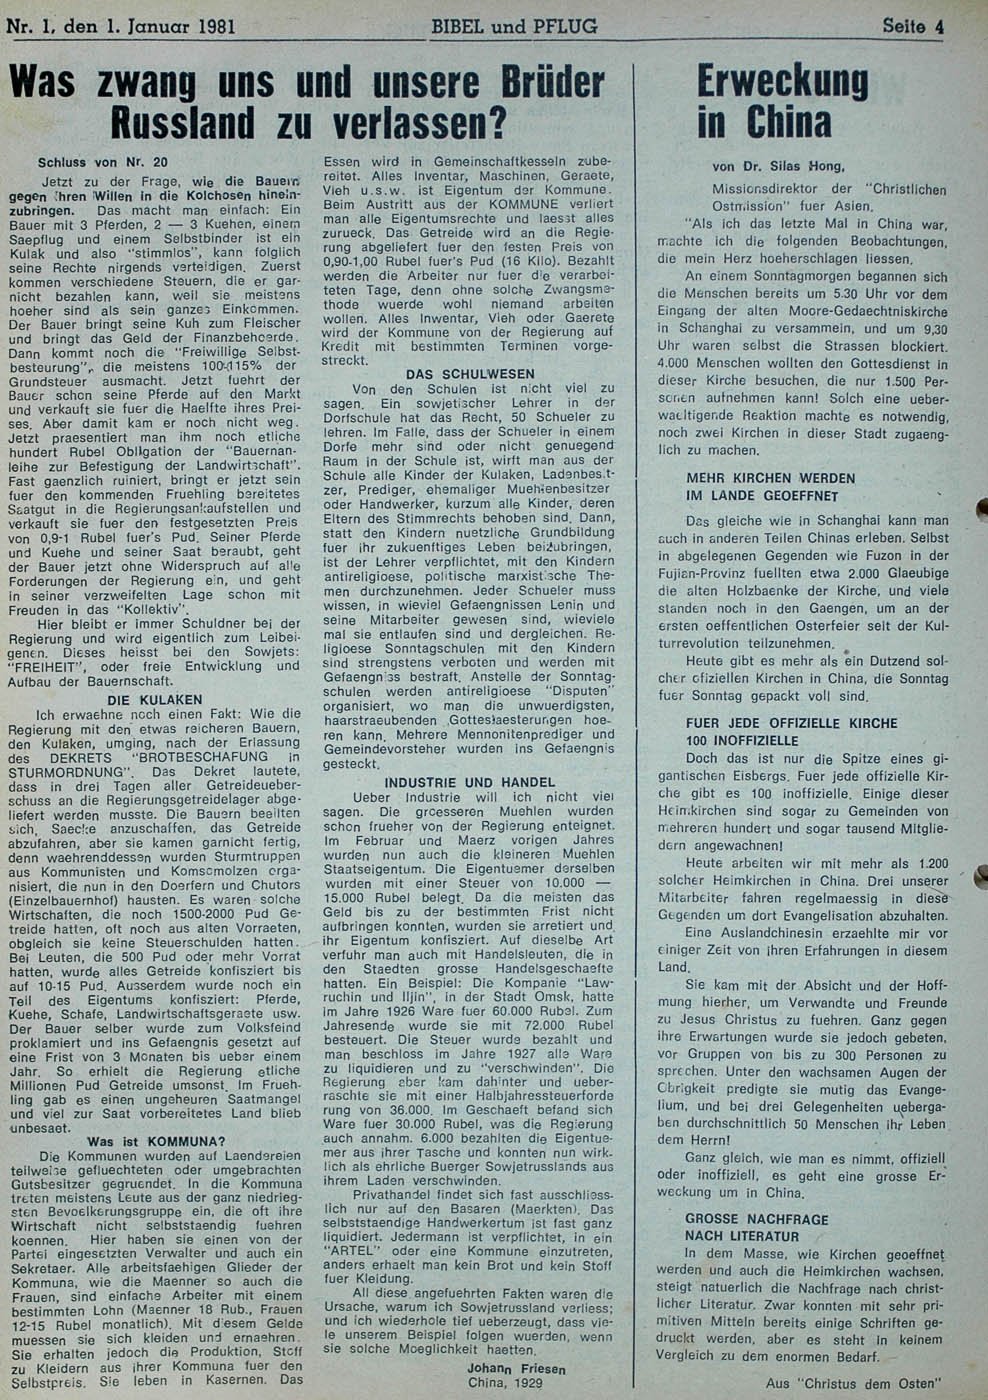 Nr. 1, den 1. Januar 1981 BIBEL und PFLUG Seite 4
Was zwang uns und unsere Brüder
Russland zu verlassen?
Schluss von Nr. 20
Jetzt zu der Frage, wie die Bauern
gegen ihren Willen in die Kolchosen hinein-
zubringen. Das macht man einfach: Ein
Bauer mit 3 Pferden, 2 — 3 Kuehen, einem
Saepflug und einem Selbstbinder ist ein
Kulak und also "stimmlos", kann folglich
seine Rechte nirgends verteidigen. Zuerst
kommen verschiedene Steuern, die er gar-
nicht bezahlen kann, weil sie meistens
hoeher sind als sein ganzes Einkommen.
Der Bauer bringt seine Kuh zum Fleischer
und bringt das Geld der Finanzbehoerde.
Dann kommt noch die "Freiwillige Selbst-
besteurung", die meistens 100-115% der
Grundsteuer ausmacht. Jetzt fuehrt der
Bauer schon seine Pferde auf den Markt
und verkauft sie fuer die Haelfte ihres Prei-
ses. Aber damit kam er noch nicht weg.
Jetzt praesentiert man ihm noch etliche
hundert Rubel Obligation der "Bauernan-
leihe zur Befestigung der Landwirtschaft".
Fast gaenzlich ruiniert, bringt er jetzt sein
fuer den kommenden Fruehling bereitetes
Saatgut in die Regierungsankaufstellen und
verkauft sie fuer den festgesetzten Preis
von 0,9-1 Rubel fuer's Pud. Seiner Pferde
und Kuehe und seiner Saat beraubt, geht
der Bauer jetzt ohne Widerspruch auf alle
Forderungen der Regierung ein, und geht
in seiner verzweifelten Lage schon mit
Freuden in das "Kollektiv".
Hier bleibt er immer Schuldner bei der
Regierung und wird eigentlich zum Leibei-
genen. Dieses heisst bei den Sowjets:
"FREIHEIT", oder freie Entwicklung und
Aufbau der Bauernschaft.
DIE KULAKEN
Ich erwaehne noch einen Fakt: Wie die
Regierung mit den etwas reicheren Bauern,
den Kulaken, umging, nach der Erlassung
des DEKRETS "BROTBESCHAFUNG in
STURMORDNUNG". Das Dekret lautete,
dass in drei Tagen aller Getreideueber-
schuss an die Regierungsgetreidelager abge-
liefert werden musste. Die Bauern beeilten
sich, Saecke anzuschaffen, das Getreide
abzufahren, aber sie kamen garnicht fertig,
denn waehrenddessen wurden Sturmtruppen
aus Kommunisten und Komsomolzen orga-
nisiert, die nun in den Doerfern und Chutors
(Einzelbauernhof) hausten. Es waren solche
Wirtschaften, die noch 1500-2000 Pud Ge-
treide hatten, oft noch aus alten Vorraeten,
obgleich sie keine Steuerschulden hatten.
Bei Leuten, die 500 Pud oder mehr Vorrat
hatten, wurde alles Getreide konfisziert bis
auf 10-15 Pud. Ausserdem wurde noch ein
Teil des Eigentums konfisziert: Pferde,
Kuehe, Schafe, Landwirtschaftsgeraete usw.
Der Bauer selber wurde zum Volksfeind
proklamiert und ins Gefaengnis gesetzt auf
eine Frist von 3 Monaten bis ueber einem
Jahr. So erhielt die Regierung etliche
Millionen Pud Getreide umsonst. Im Frueh-
ling gab es einen ungeheuren Saatmangel
und viel zur Saat vorbereitetes Land blieb
unbesaet.
Was ist KOMMUNA?
Die Komunen wurden auf Laendereien
teilweise gefluechteten oder umgebrachten
Gutsbesitzer gegruendet. In die Kommuna
treten meistens Leute aus der ganz niedrieg-
sten Bevoelkerungsgruppe ein, die oft ihre
Wirtschaft nicht selbststaendig fuehren
koennen. Hier haben sie einen von der
Partei eingesetzten Verwalter und auch ein
Sekretaer. Alle arbeitsfaehigen Glieder der
Kommuna, wie die Maenner so auch die
Frauen, sind einfache Arbeiter mit einem
bestimmten Lohn (Maenner 18 Rub., Frauen
12-15 Rubel monatlich). Mit diesem Gelde
muessen sie sich kleiden und ernaehren.
Sie erhalten jedoch die Produktion, Stoff
zu Kleidern aus ihrer Kommuna fuer den
Selbstpreis. Sie leben in Kasernen. Das
Essen wird in Gemeinschaftkesseln zube-
reitet. Alles Inventar, Maschinen, Geraete,
Vieh u.s.w. ist Eigentum der Kommune.
Beim Austritt aus der KOMMUNE verliert
man alle Eigentumsrechte und laesst alles
zurueck. Das Getreide wird an die Regie-
rung abgeliefert fuer den festen Preis von
0,90-1,00 Rubel fuer's Pud (16 Kilo). Bezahlt
werden die Arbeiter nur fuer die verarbei-
teten Tage, denn ohne solche Zwangsme-
thode wuerde wohl niemand arbeiten
wollen. Alles Inventar, Vieh oder Gaerete
wird der Kommune von der Regierung auf
Kredit mit bestimmten Terminen vorge-
streckt.
DAS SCHULWESEN
Von den Schulen ist nicht viel zu
sagen. Ein sowjetischer Lehrer in der
Dorfschule hat das Recht, 50 Schueler zu
lehren. Im Falle, dass der Schueler in einem
Dorfe mehr sind oder nicht genuegend
Raum in der Schule ist, wirft man aus der
Schule alle Kinder der Kulaken, Ladenbesit-
zer, Prediger, ehemaliger Muehlenbesitzer
oder Handwerker, kurzum alle Kinder, deren
Eltern des Stimmrechts behoben sind. Dann,
statt den Kindern nuetzliche Grundbildung
fuer ihr zukuenftiges Leben beizubringen,
ist der Lehrer verpflichtet, mit den Kindern
antireligioese, politische marxistische The-
men durchzunehmen. Jeder Schueler muss
wissen, in wieviel Gefaengnissen Lenin und
seine Mitarbeiter gewesen sind, wieviele
mal sie entlaufen sind und dergleichen. Re-
ligioese Sonntagschulen mit den Kindern
sind strengstens verboten und werden mit
Gefaengniss bestraft. Anstelle der Sonntag-
schulen werden antireligioese "Disputen"
organisiert, wo man die unwuerdigsten,
haarstraeubenden Gotteslaesterungen hoe-
ren kann. Mehrere Mennonitenprediger und
Gemeindevorsteher wurden ins Gefaengnis
gesteckt.
INDUSTRIE UND HANDEL
Ueber Industrie will ich nicht viel
sagen. Die groesseren Muehlen wurden
schon frueher von der Regierung enteignet.
Im Februar und Maerz vorigen Jahres
wurden nun auch die kleineren Muehlen
Staatseigentum. Die Eigentuemer derselben
wurden mit einer Steuer von 10.000 —
15.000 Rubel belegt. Da die meisten das
Geld bis zu der bestimmten Frist nicht
aufbringen konnten, wurden sie arretiert und
ihr Eigentum konfisziert. Auf dieselbe Art
verfuhr man auch mit Handelsleuten, die in
den Staedten grosse Handelsgeschaefte
hatten. Ein Beispiel: Die Kompanie "Law-
ruchin und Iljin", in der Stadt Omsk, hatte
im Jahre 1926 Ware fuer 60.000 Rubel. Zum
Jahresende wurde sie mit 72.000 Rubel
besteuert. Die Steuer wurde bezahlt und
man beschloss im Jahre 1927 alle Ware
zu liquidieren und zu "verschwinden". Die
Regierung aber kam dahinter und ueber-
raschte sie mit einer Halbjahressteuerforde
rung von 36.000. Im Geschaeft befand sich
Ware fuer 30.000 Rubel, was die Regierung
auch annahm. 6.000 bezahlten die Eigentue-
mer aus ihrer Tasche und konnten nun wirk-
lich als ehrliche Buerger Sowjetrusslands aus
ihrem Laden verschwinden.
Privathandel findet sich fast ausschliess-
lich nur auf den Basaren (Maerkten). Das
selbststaendige Handwerkertum ist fast ganz
liquidiert. Jedermann ist verpflichtet, in ein
"ARTEL" oder eine Kommune einzutreten,
anders erhaelt man kein Brot und kein Stoff
fuer Kleidung.
All diese angefuehrten Fakten waren die
Ursache, warum ich Sowjetrussland verliess;
und ich wiederhole tief ueberzeugt, dass vie-
le unserem Beispiel folgen wuerden, wenn
sie solche Moeglichkeit haetten.
Johann Friesen
China, 1929
Erweckung
in China
von Dr. Silas Hong,
Missionsdirektor der "Christlichen
Ostmission" fuer Asien.
"Als ich das letzte Mal in China war,
machte ich die folgenden Beobachtungen,
die mein Herz hoeherschlagen liessen.
An einem Sonntagmorgen begannen sich
die Menschen bereits um 5.30 Uhr vor dem
Eingang der alten Moore-Gedaechtniskirche
in Schanghai zu versammeln, und um 9,30
Uhr waren selbst die Strassen blockiert.
4.000 Menschen wollten den Gottesdienst in
dieser Kirche besuchen, die nur 1.500 Per-
sonen aufnehmen kann! Solch eine ueber-
waeltigende Reaktion machte es notwendig,
noch zwei Kirchen in dieser Stadt zugaeng-
lich zu machen.
MEHR KIRCHEN WERDEN
IM LANDE GEOEFFNET
Das gleiche wie in Schanghai kann man
auch in anderen Teilen Chinas erleben. Selbst
in abgelegenen Gegenden wie Fuzon in der
Fujian-Provinz fuellten etwa 2.000 Glaeubige
die alten Holzbaenke der Kirche, und viele
standen noch in den Gaengen, um an der
ersten oeffentlichen Osterfeier seit der Kul-
turrevolution teilzunehmen.
Heute gibt es mehr als ein Dutzend sol-
cher ofiziellen Kirchen in China, die Sonntag
fuer Sonntag gepackt voll sind.
FUER JEDE OFFIZIELLE KIRCHE
100 INOFFIZIELLE
Doch das ist nur die Spitze eines gi-
gantischen Eisbergs. Fuer jede offizielle Kir-
che gibt es 100 inoffizielle. Einige dieser
Heimkirchen sind sogar zu Gemeinden von
mehreren hundert und sogar tausend Mitglie-
dern angewachnen!
Heute arbeiten wir mit mehr als 1.200
solcher Heimkirchen in China. Drei unserer
Mitarbeiter fahren regelmaessig in diese
Gegenden um dort Evangelisation abzuhalten.
Eine Auslandchinesin erzaehlte mir vor
einiger Zeit von ihren Erfahrungen in diesem
Land.
Sie kam mit der Absicht und der Hoff-
mung hierher, um Verwandte und Freunde
zu Jesus Christus zu fuehren. Ganz gegen
ihre Erwartungen wurde sie jedoch gebeten,
vor Gruppen von bis zu 300 Personen zu
sprechen. Unter den wachsamen Augen der
Obrigkeit predigte sie mutig das Evange-
lium, und bei drei Gelegenheiten ueberga-
ben durchschnittlich 50 Menschen ihr Leben
dem Herrn!
Ganz gleich, wie man es nimmt, offiziell
oder inoffiziell, es geht eine grosse Er-
weckung um in China.
GROSSE NACHFRAGE
NACH LITERATUR
In dem Masse, wie Kirchen geoeffnet
werden und auch die Heimkirchen wachsen,
steigt natuerlich die Nachfrage nach christ-
licher Literatur. Zwar konnten mit sehr pri-
mitiven Mitteln bereits einige Schriften ge-
druckt werden, aber es steht in keinem
Vergleich zu dem enormen Bedarf.
Aus "Christus dem Osten"